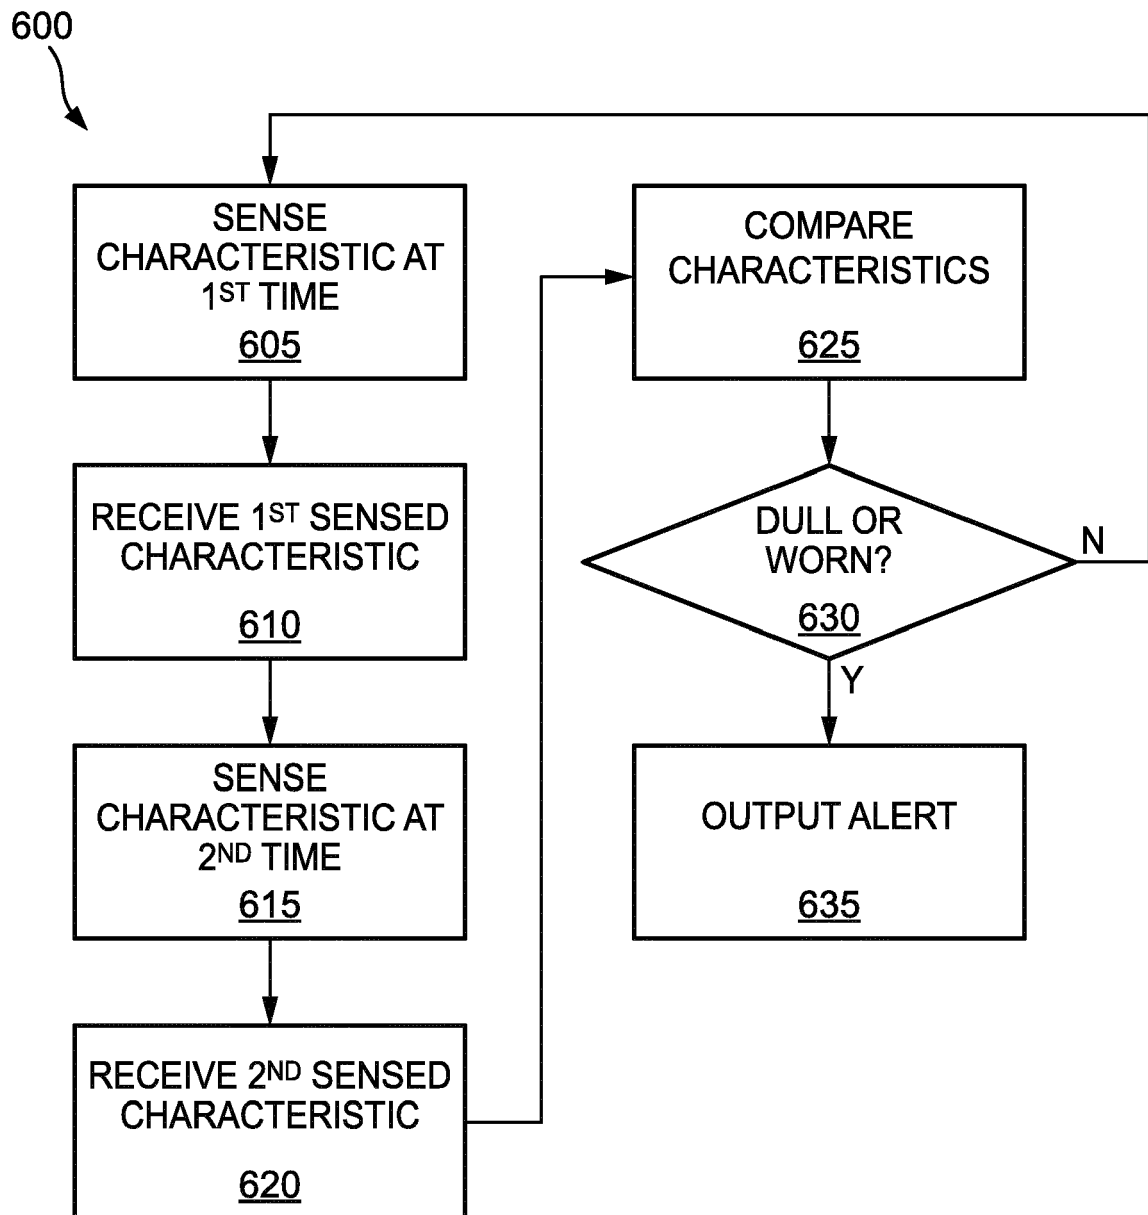 600
SENSE
CHARACTERISTIC AT
1ST TIME
605
RECEIVE 1ST SENSED
CHARACTERISTIC
610
SENSE
CHARACTERISTIC AT
2ND TIME
615
RECEIVE 2ND SENSED
CHARACTERISTIC
620
COMPARE
CHARACTERISTICS
625
DULL OR
WORN?
630
N
Y
OUTPUT ALERT
635